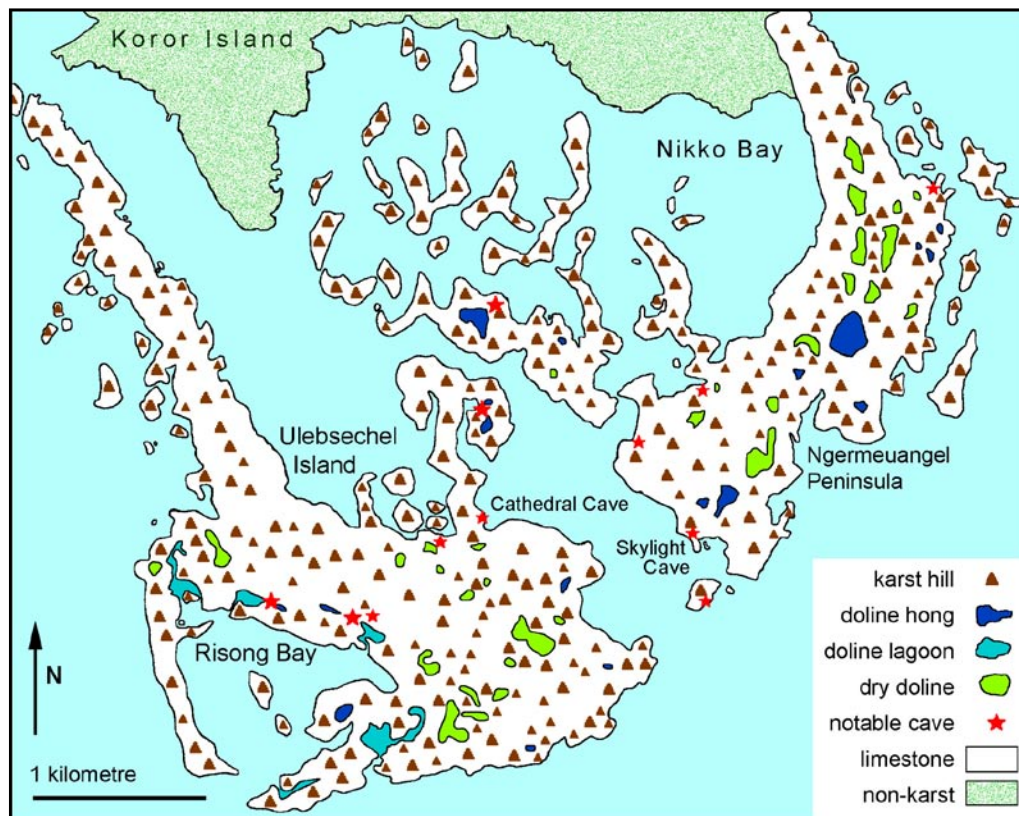 Koror Island
Nikko Bay
Ulebsechel
Island
Ngermeuangel
Peninsula
Cathedral Cave
Skylight
Cave
Risong Bay
N
1 kilometre
karst hill
doline hong
doline lagoon
dry doline
notable cave
limestone
non-karst